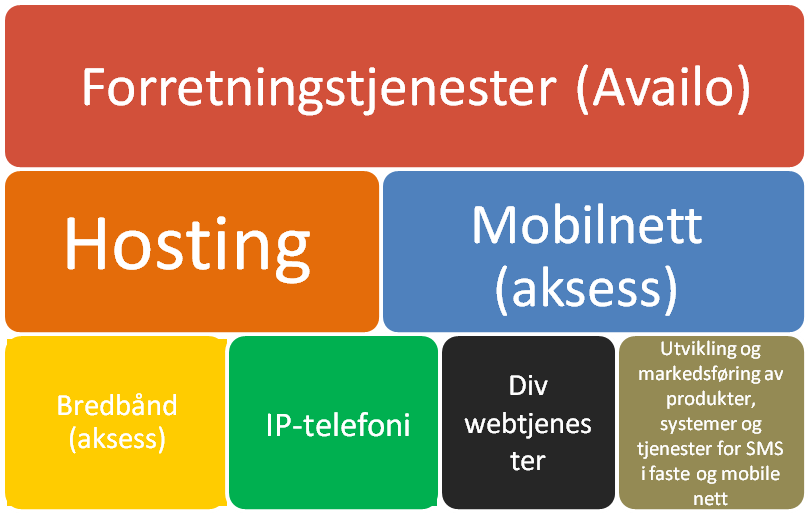 Forretningstjenester (Availo)
Hosting
Mobilnett
(aksess)
Bredbånd
(aksess)
IP-telefoni
Div
webtjenes
ter
Utvikling og
markedsføring av
produkter,
systemer og
tjenester for SMS
i faste og mobile
nett